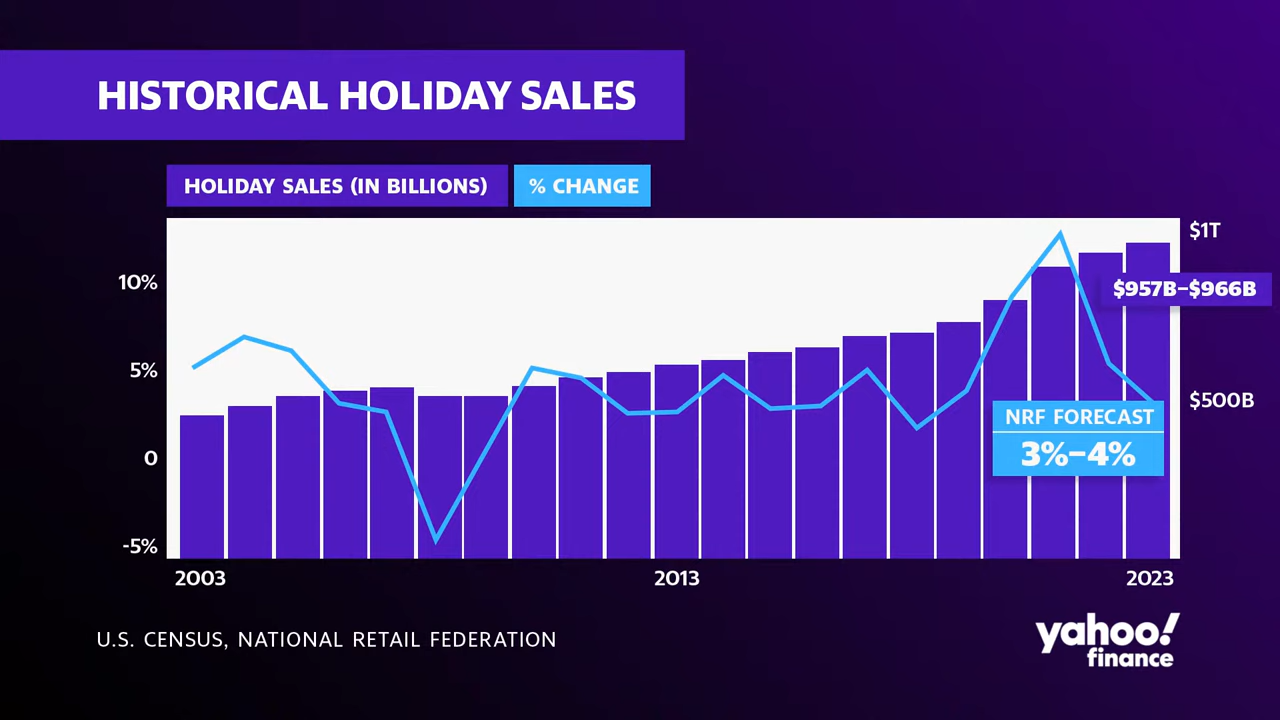 HISTORICAL HOLIDAY SALES
HOLIDAY SALES (IN BILLIONS)
% CHANGE
10%
5%
0
-5%
$1T
$957B–$966B
$500B
NRF FORECAST
3%–4%
2003
2013
2023
U.S. CENSUS, NATIONAL RETAIL FEDERATION
yahoo!
finance